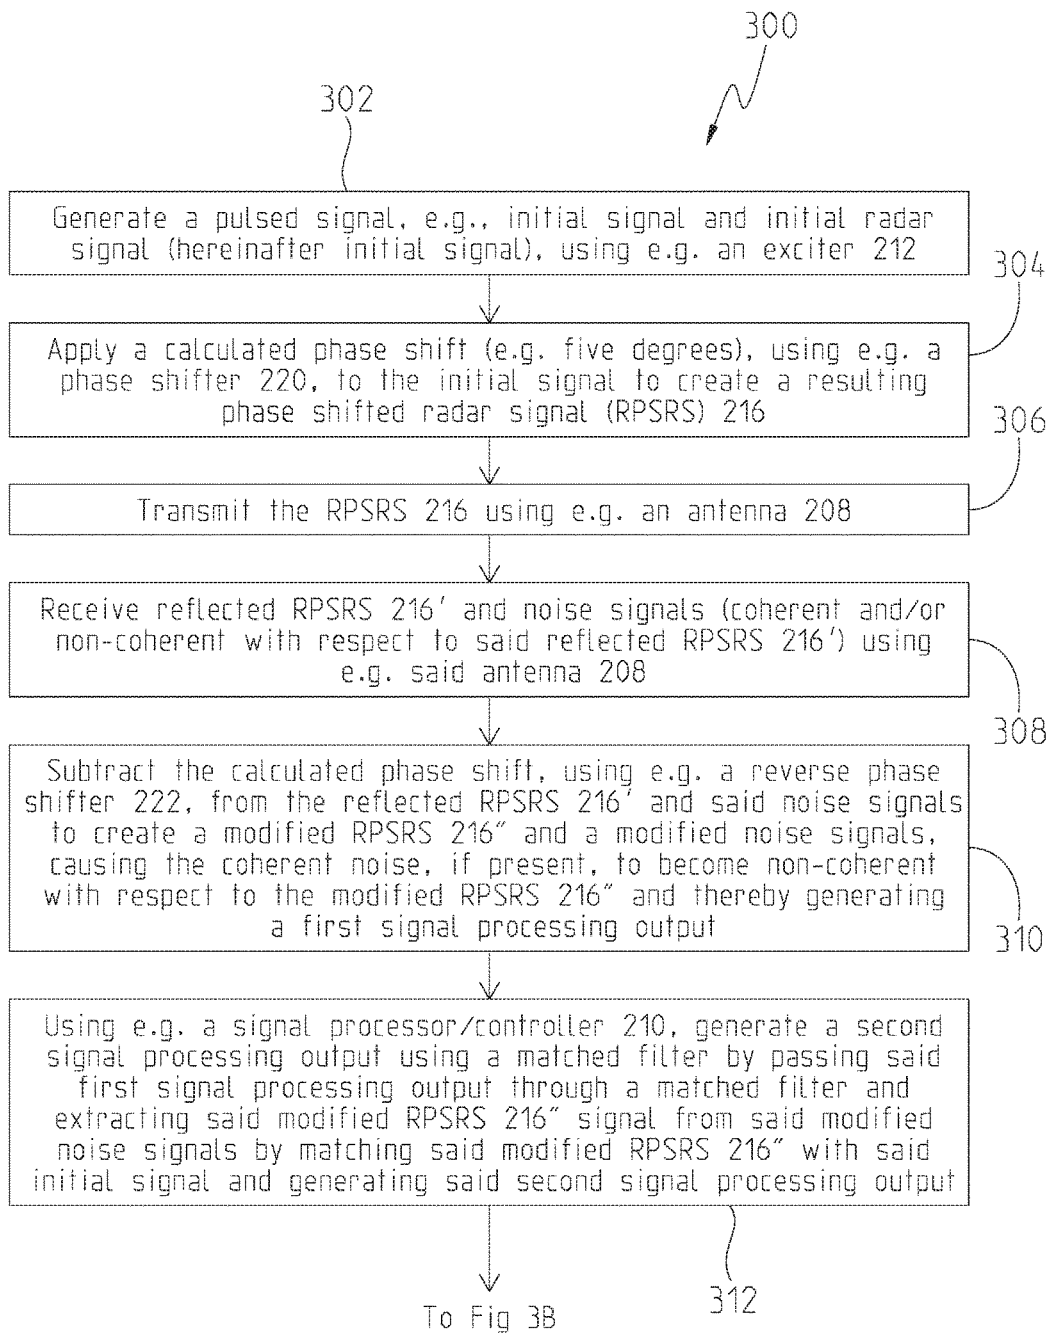 300
302
Generate a pulsed signal, e.g., initial signal and initial radar
signal (hereinafter initial signal), using e.g. an exciter 212
304
Apply a calculated phase shift (e.g. five degrees), using e.g. a
phase shifter 220, to the initial signal to create a resulting
phase shifted radar signal (RPSRS) 216
306
Transmit the RPSRS 216 using e.g. an antenna 208
Receive reflected RPSRS 216′ and noise signals (coherent and/or
non-coherent with respect to said reflected RPSRS 216′) using
e.g. said antenna 208
308
Subtract the calculated phase shift, using e.g. a reverse phase
shifter 222, from the reflected RPSRS 216′ and said noise signals
to create a modified RPSRS 216″ and a modified noise signals,
causing the coherent noise, if present, to become non-coherent
with respect to the modified RPSRS 216″ and thereby generating
a first signal processing output
310
Using e.g. a signal processor/controller 210, generate a second
signal processing output using a matched filter by passing said
first signal processing output through a matched filter and
extracting said modified RPSRS 216″ signal from said modified
noise signals by matching said modified RPSRS 216″ with said
initial signal and generating said second signal processing output
312
To Fig 3B